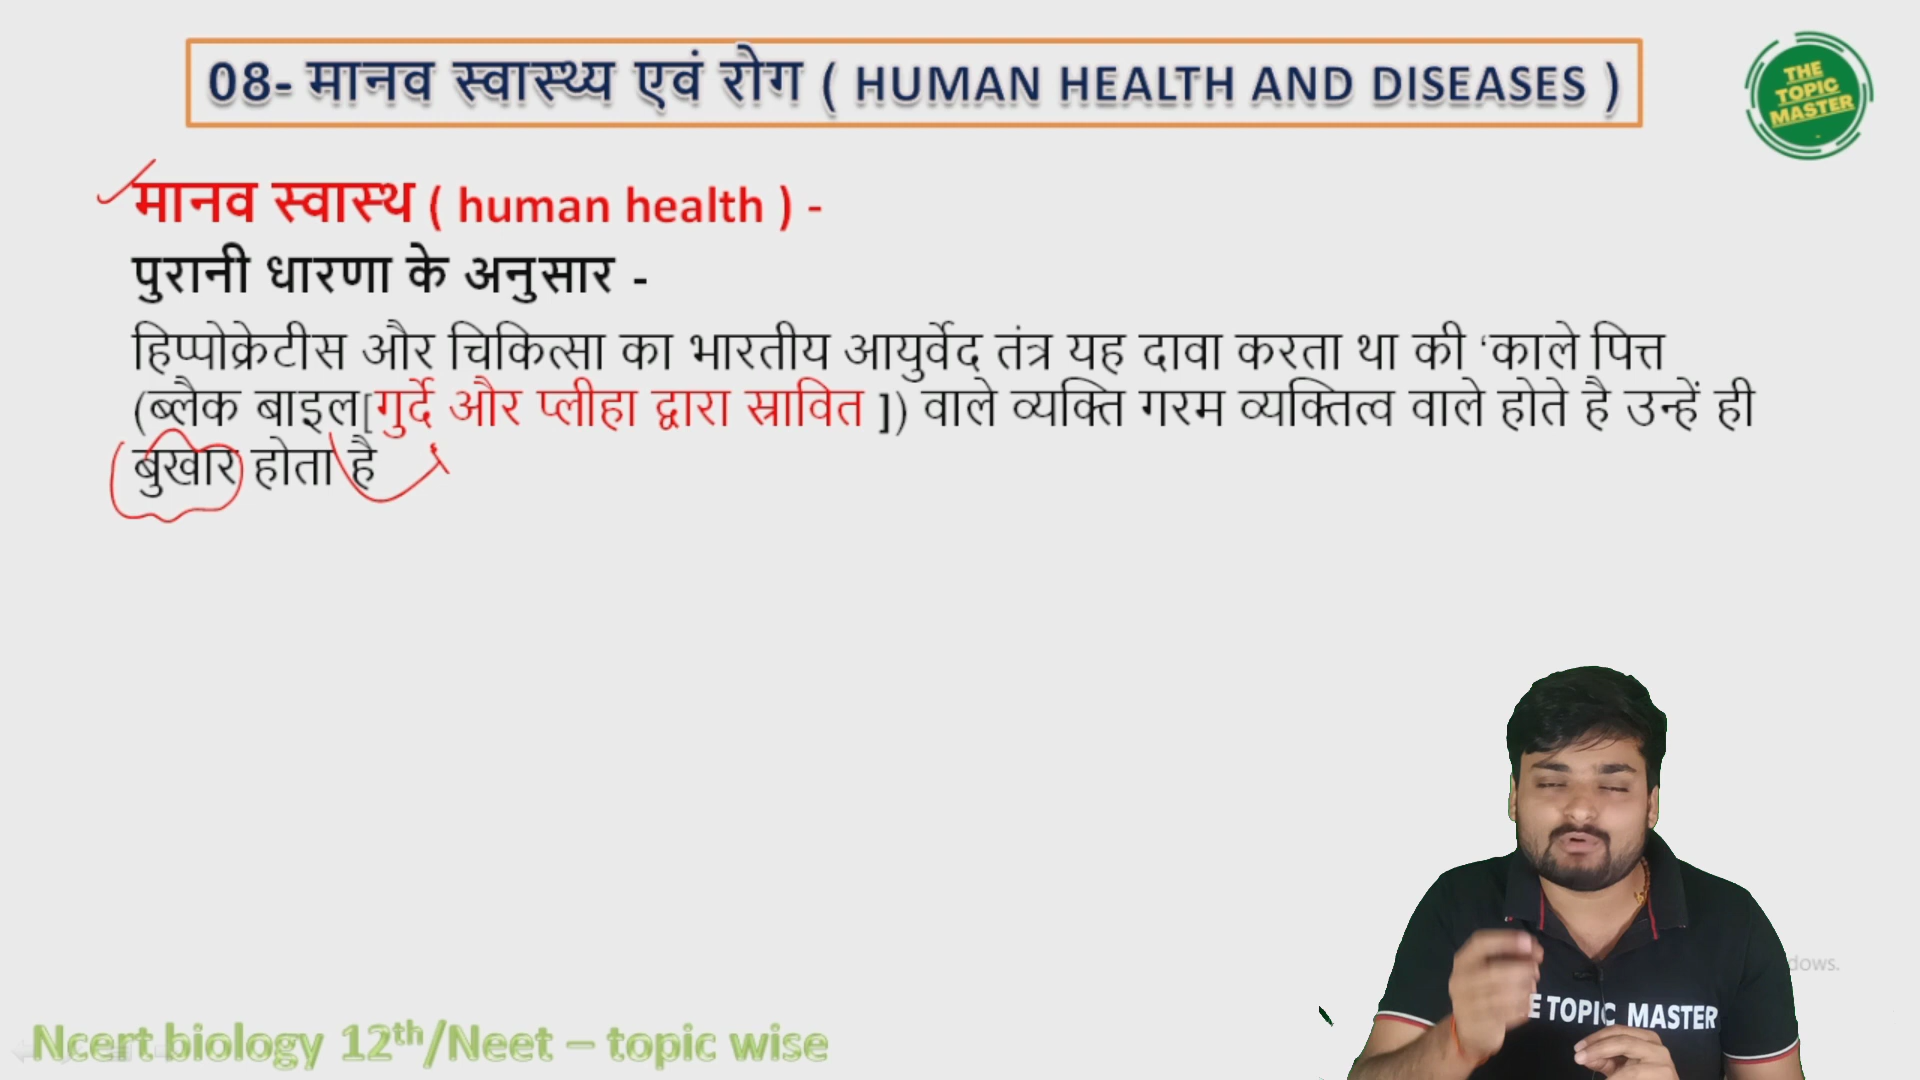 08- मानव स्वास्थ्य एवं रोग ( HUMAN HEALTH AND DISEASES )
THE
TOPIC
MASTER
मानव स्वास्थ ( human health ) -
पुरानी धारणा के अनुसार -
हिप्पोक्रेटीस और चिकित्सा का भारतीय आयुर्वेद तंत्र यह दावा करता था की ‘काले पित्त
(ब्लैक बाइल[गुर्दे और प्लीहा द्वारा स्रावित ]) वाले व्यक्ति गरम व्यक्तित्व वाले होते है उन्हें ही
बुखार होता है
E TOPIC MASTER
Ncert biology 12th/Neet – topic wise